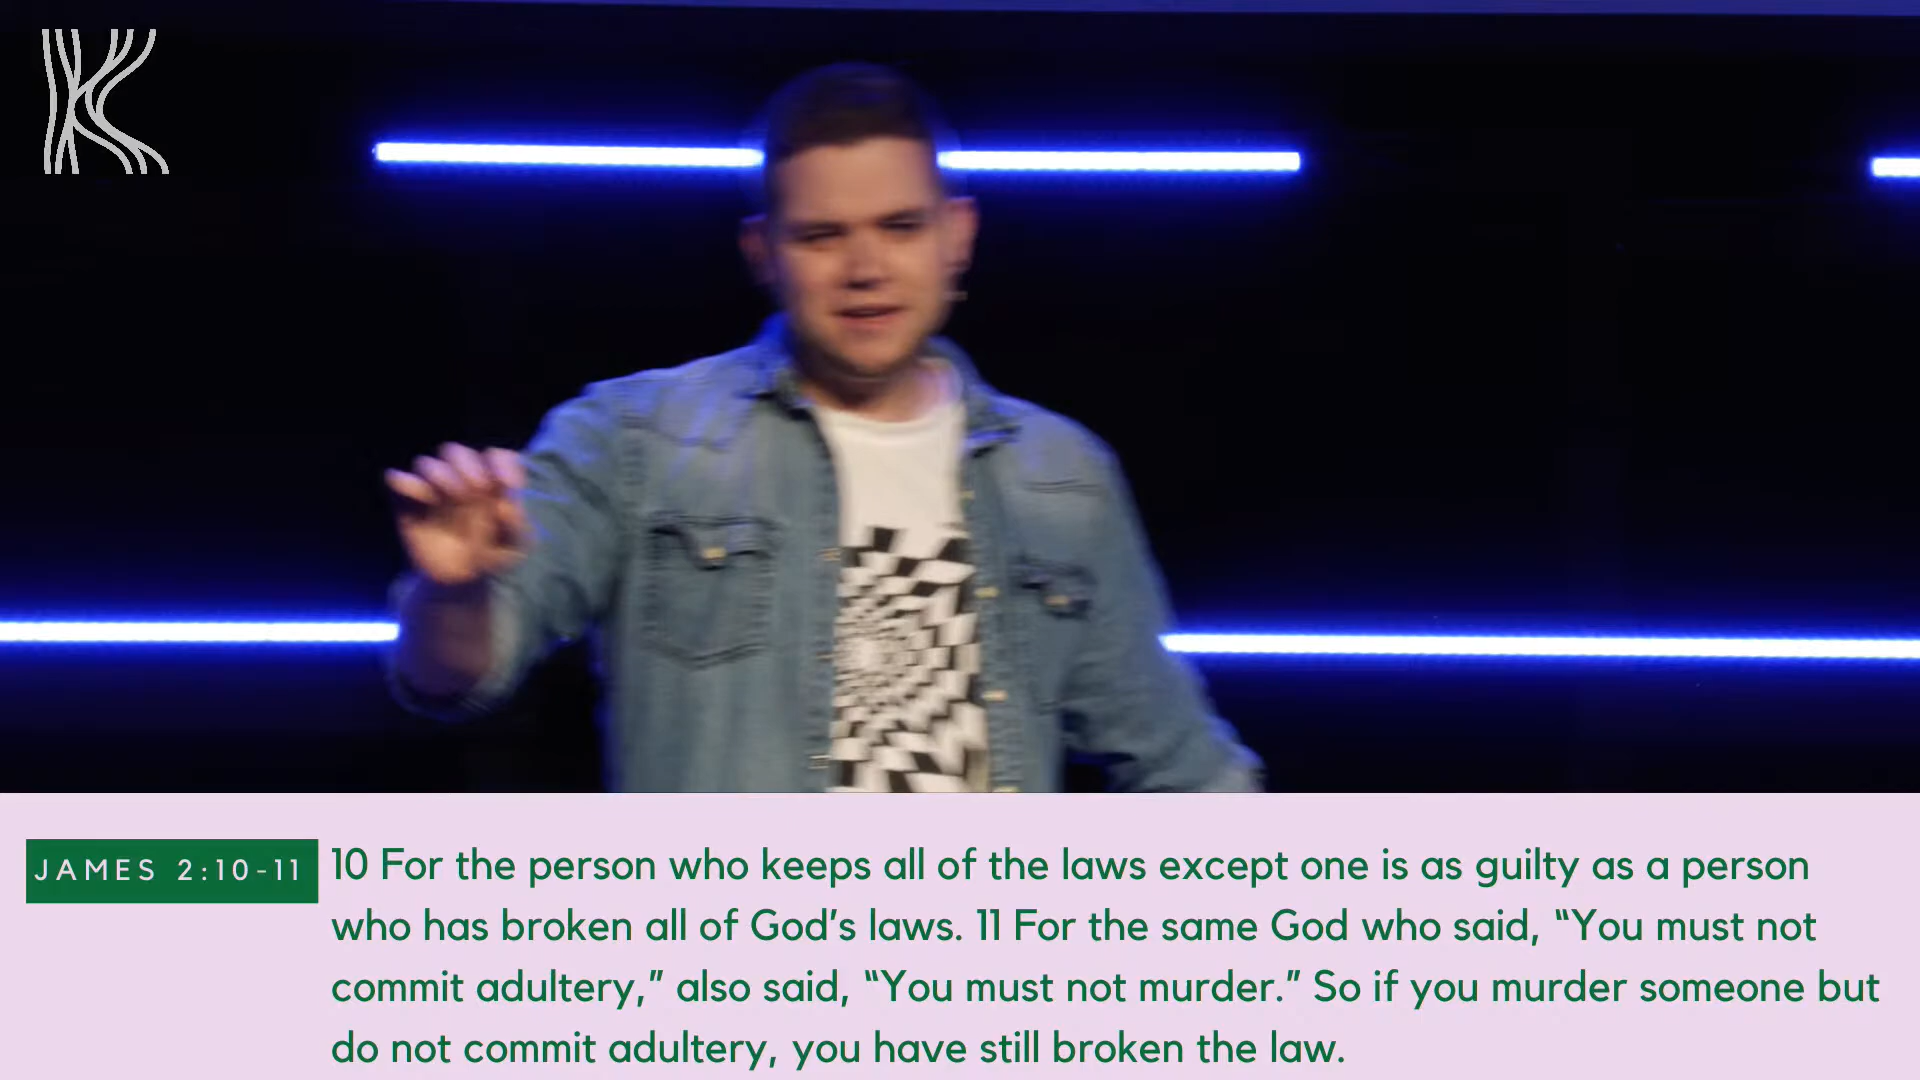 JAMES 2:10-11
10 For the person who keeps all of the laws except one is as guilty as a person
who has broken all of God’s laws. 11 For the same God who said, “You must not
commit adultery,” also said, “You must not murder.” So if you murder someone but
do not commit adultery, you have still broken the law.